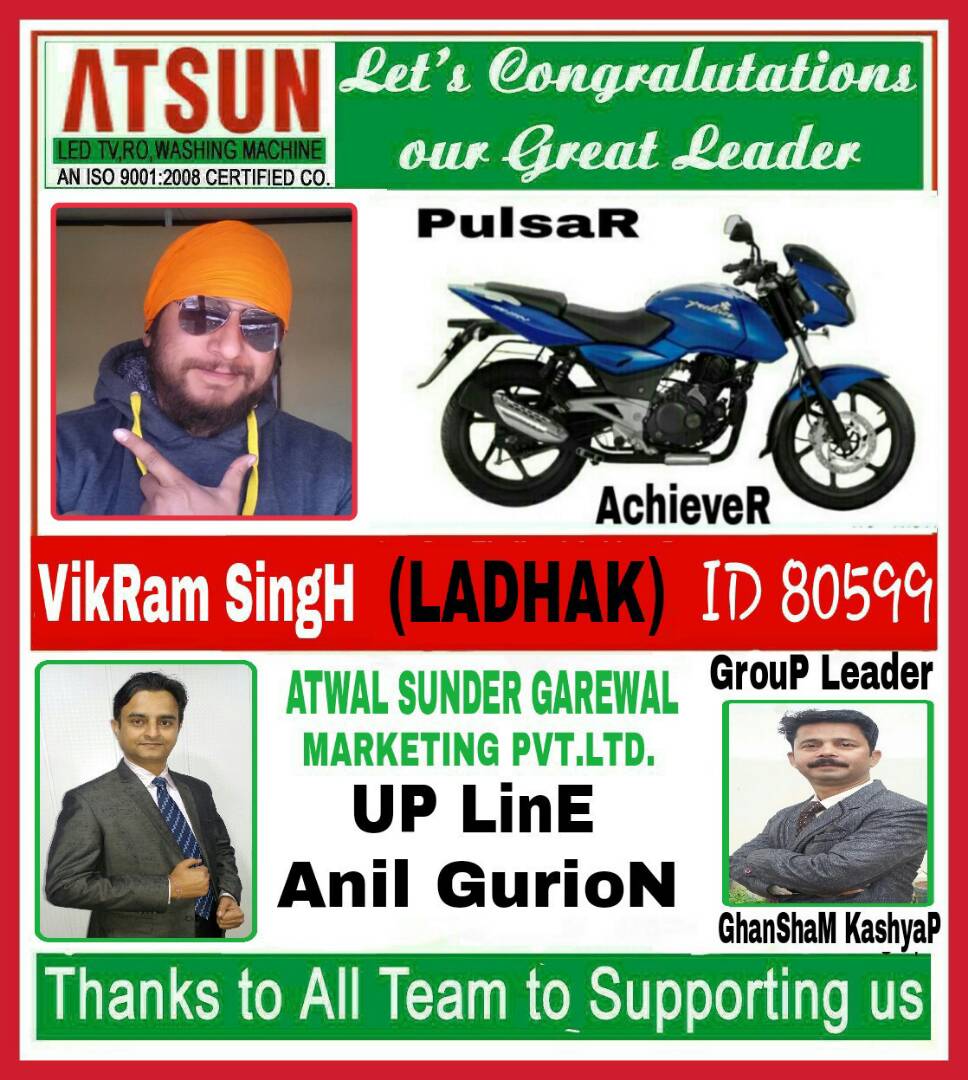 ATSUN
LED TV,RO,WASHING MACHINE
AN ISO 9001:2008 CERTIFIED CO.
Let's Congralutations
our Great Leader
PulsaR
pulsar
AchieveR
VikRam SingH (LADHAK) ID 80599
ATWAL SUNDER GAREWAL
MARKETING PVT.LTD.
UP LinE
Anil GurioN
GrouP Leader
GhanShaM KashyaP
Thanks to All Team to Supporting us